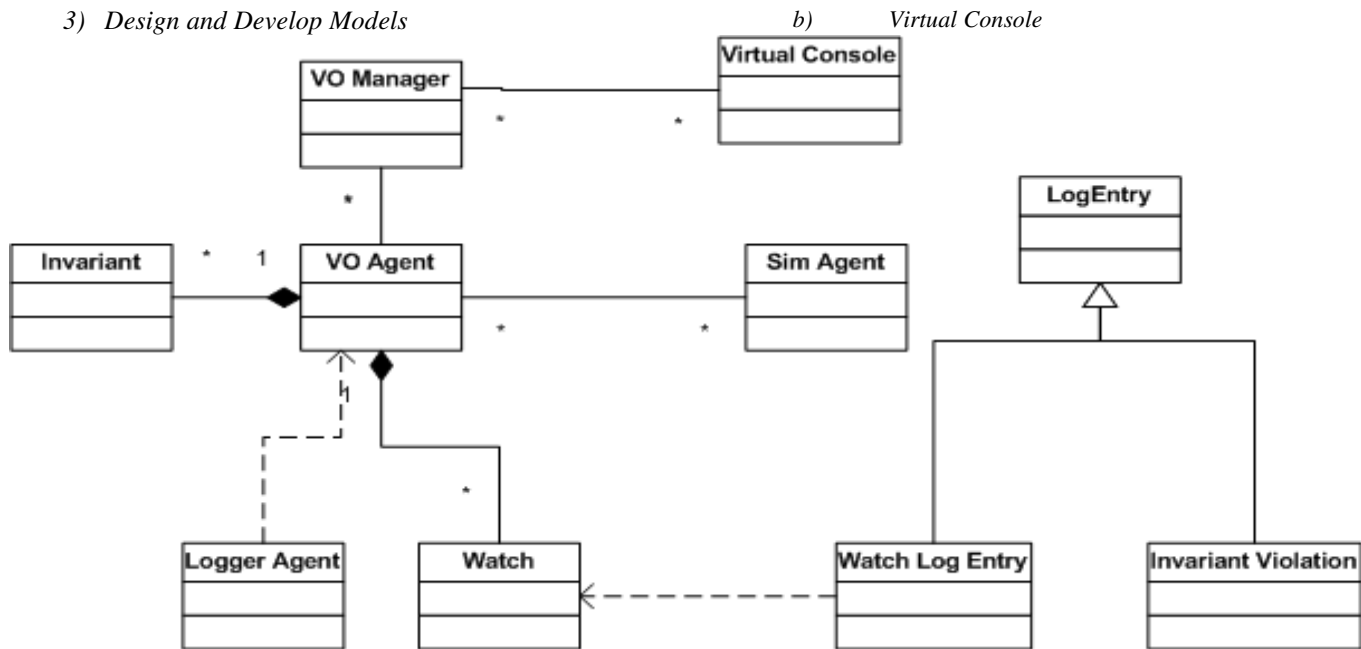 3) Design and Develop Models
b) Virtual Console
Virtual Console
VO Manager
*
*
*
LogEntry
Invariant
*
1
VO Agent
Sim Agent
*
*
1
*
Logger Agent
Watch
Watch Log Entry
Invariant Violation